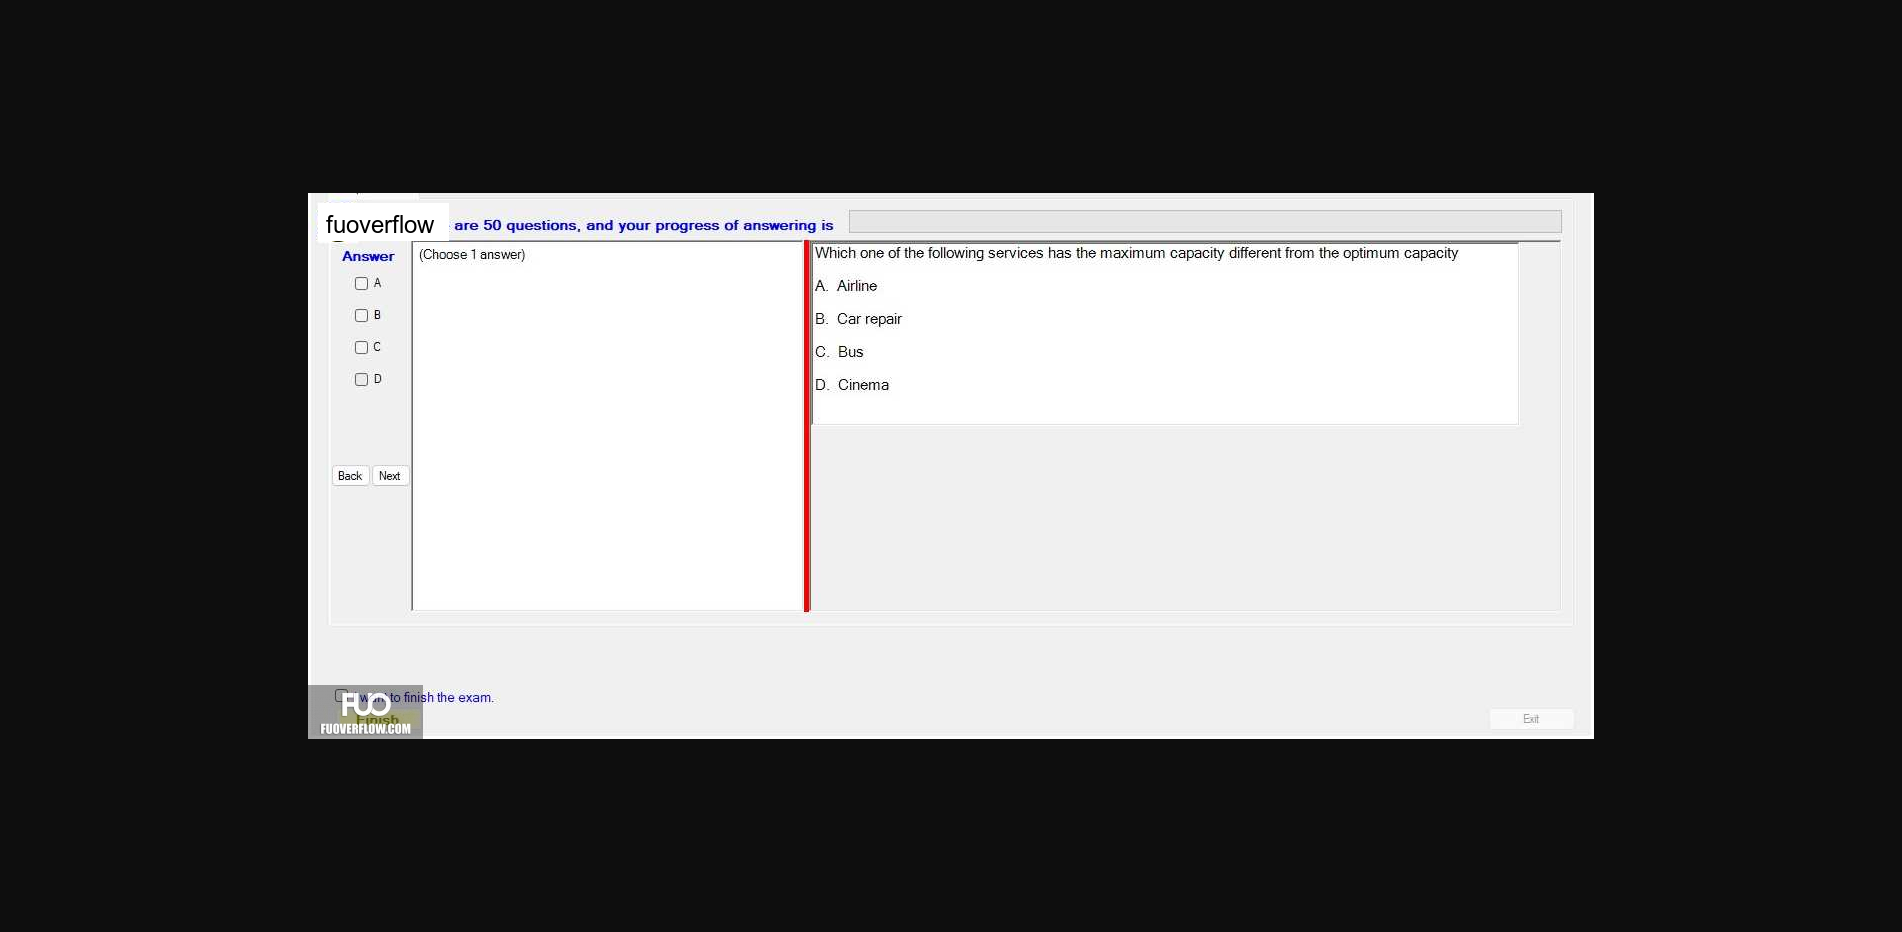 fuoverflow
are 50 questions, and your progress of answering is
Answer
(Choose 1 answer)
A
B
C
D
Back Next
Which one of the following services has the maximum capacity different from the optimum capacity
A. Airline
B. Car repair
C. Bus
D. Cinema
want to finish the exam.
Finish
FUO
FUOVERFLOW.COM
Exit